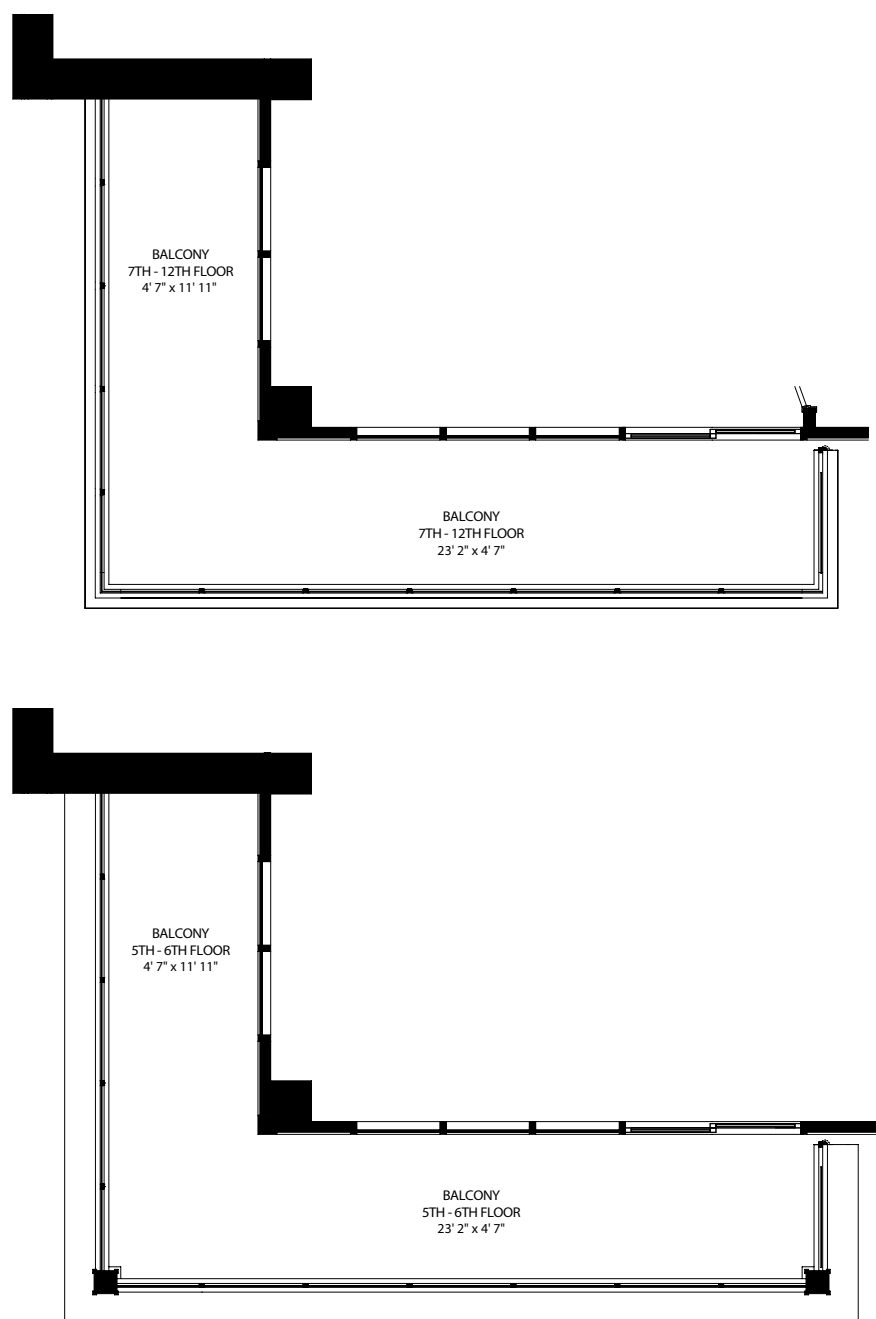 BALCONY
7TH - 12TH FLOOR
4' 7" x 11' 11"
BALCONY
7TH - 12TH FLOOR
23' 2" x 4' 7"
BALCONY
5TH - 6TH FLOOR
4' 7" x 11' 11"
BALCONY
5TH - 6TH FLOOR
23' 2" x 4' 7"